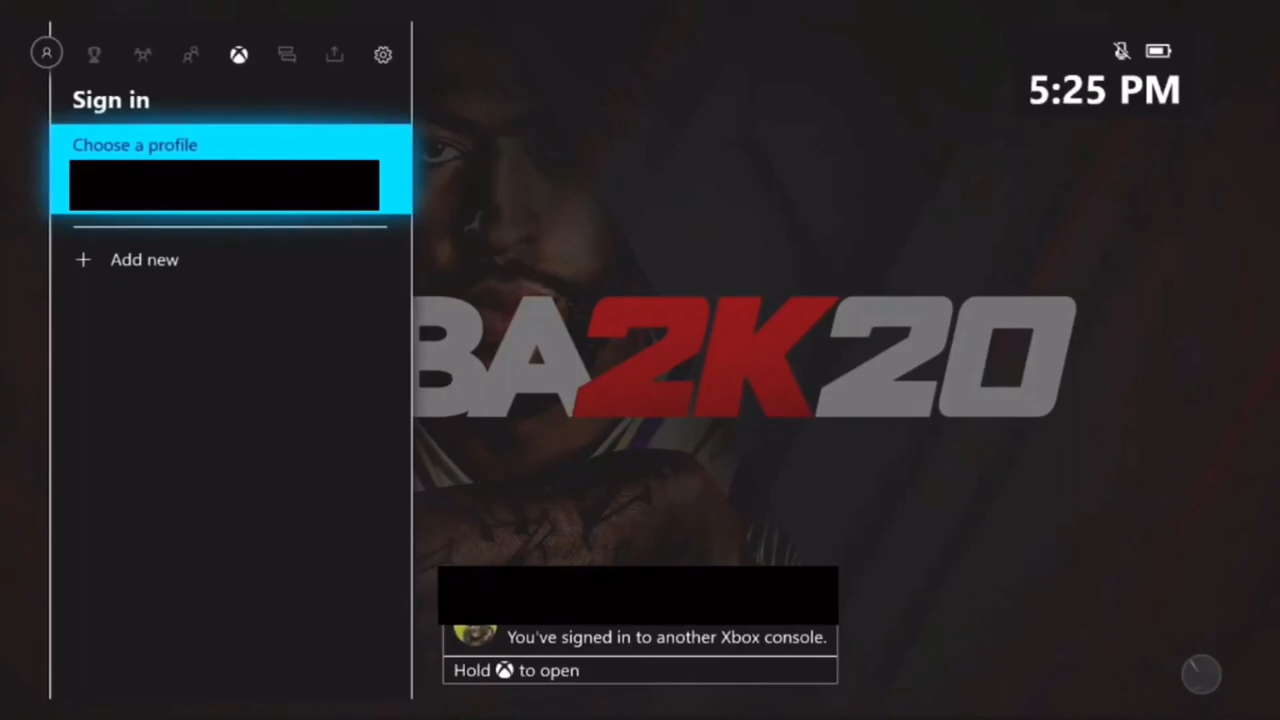 Sign in
Choose a profile
+ Add new
5:25 PM
BA2K20
You've signed in to another Xbox console.
Hold to open